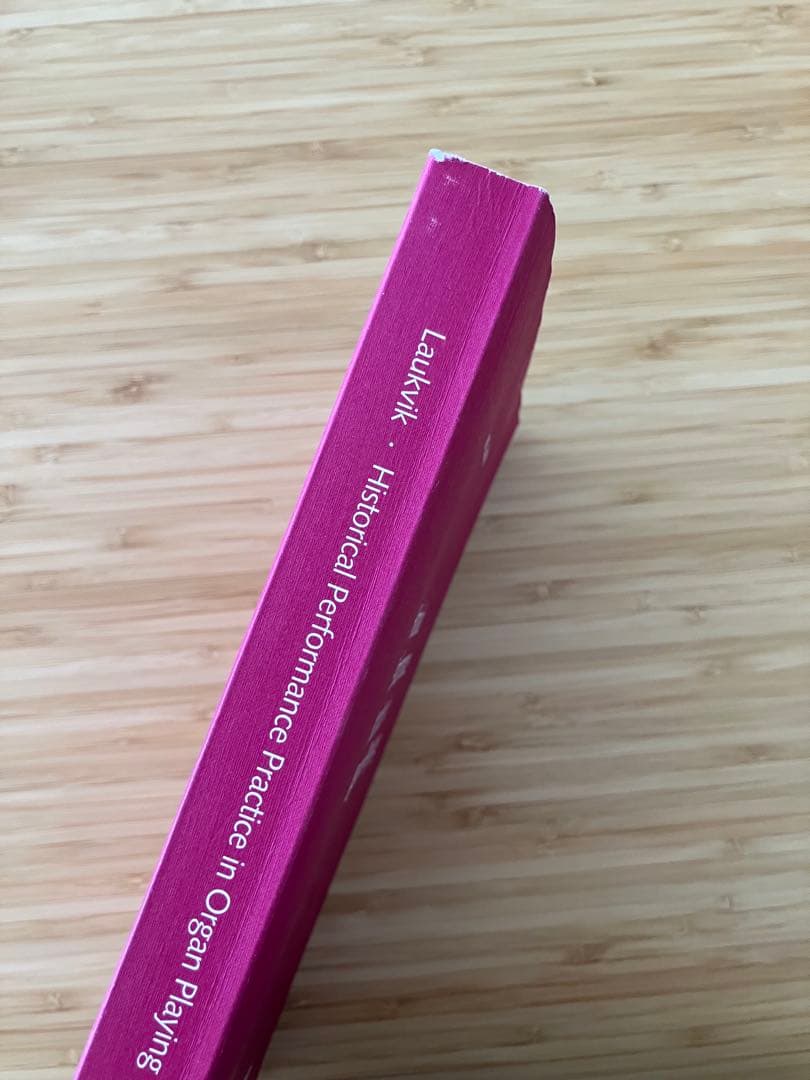 Laukvik · Historical Performance Practice in Organ Playing